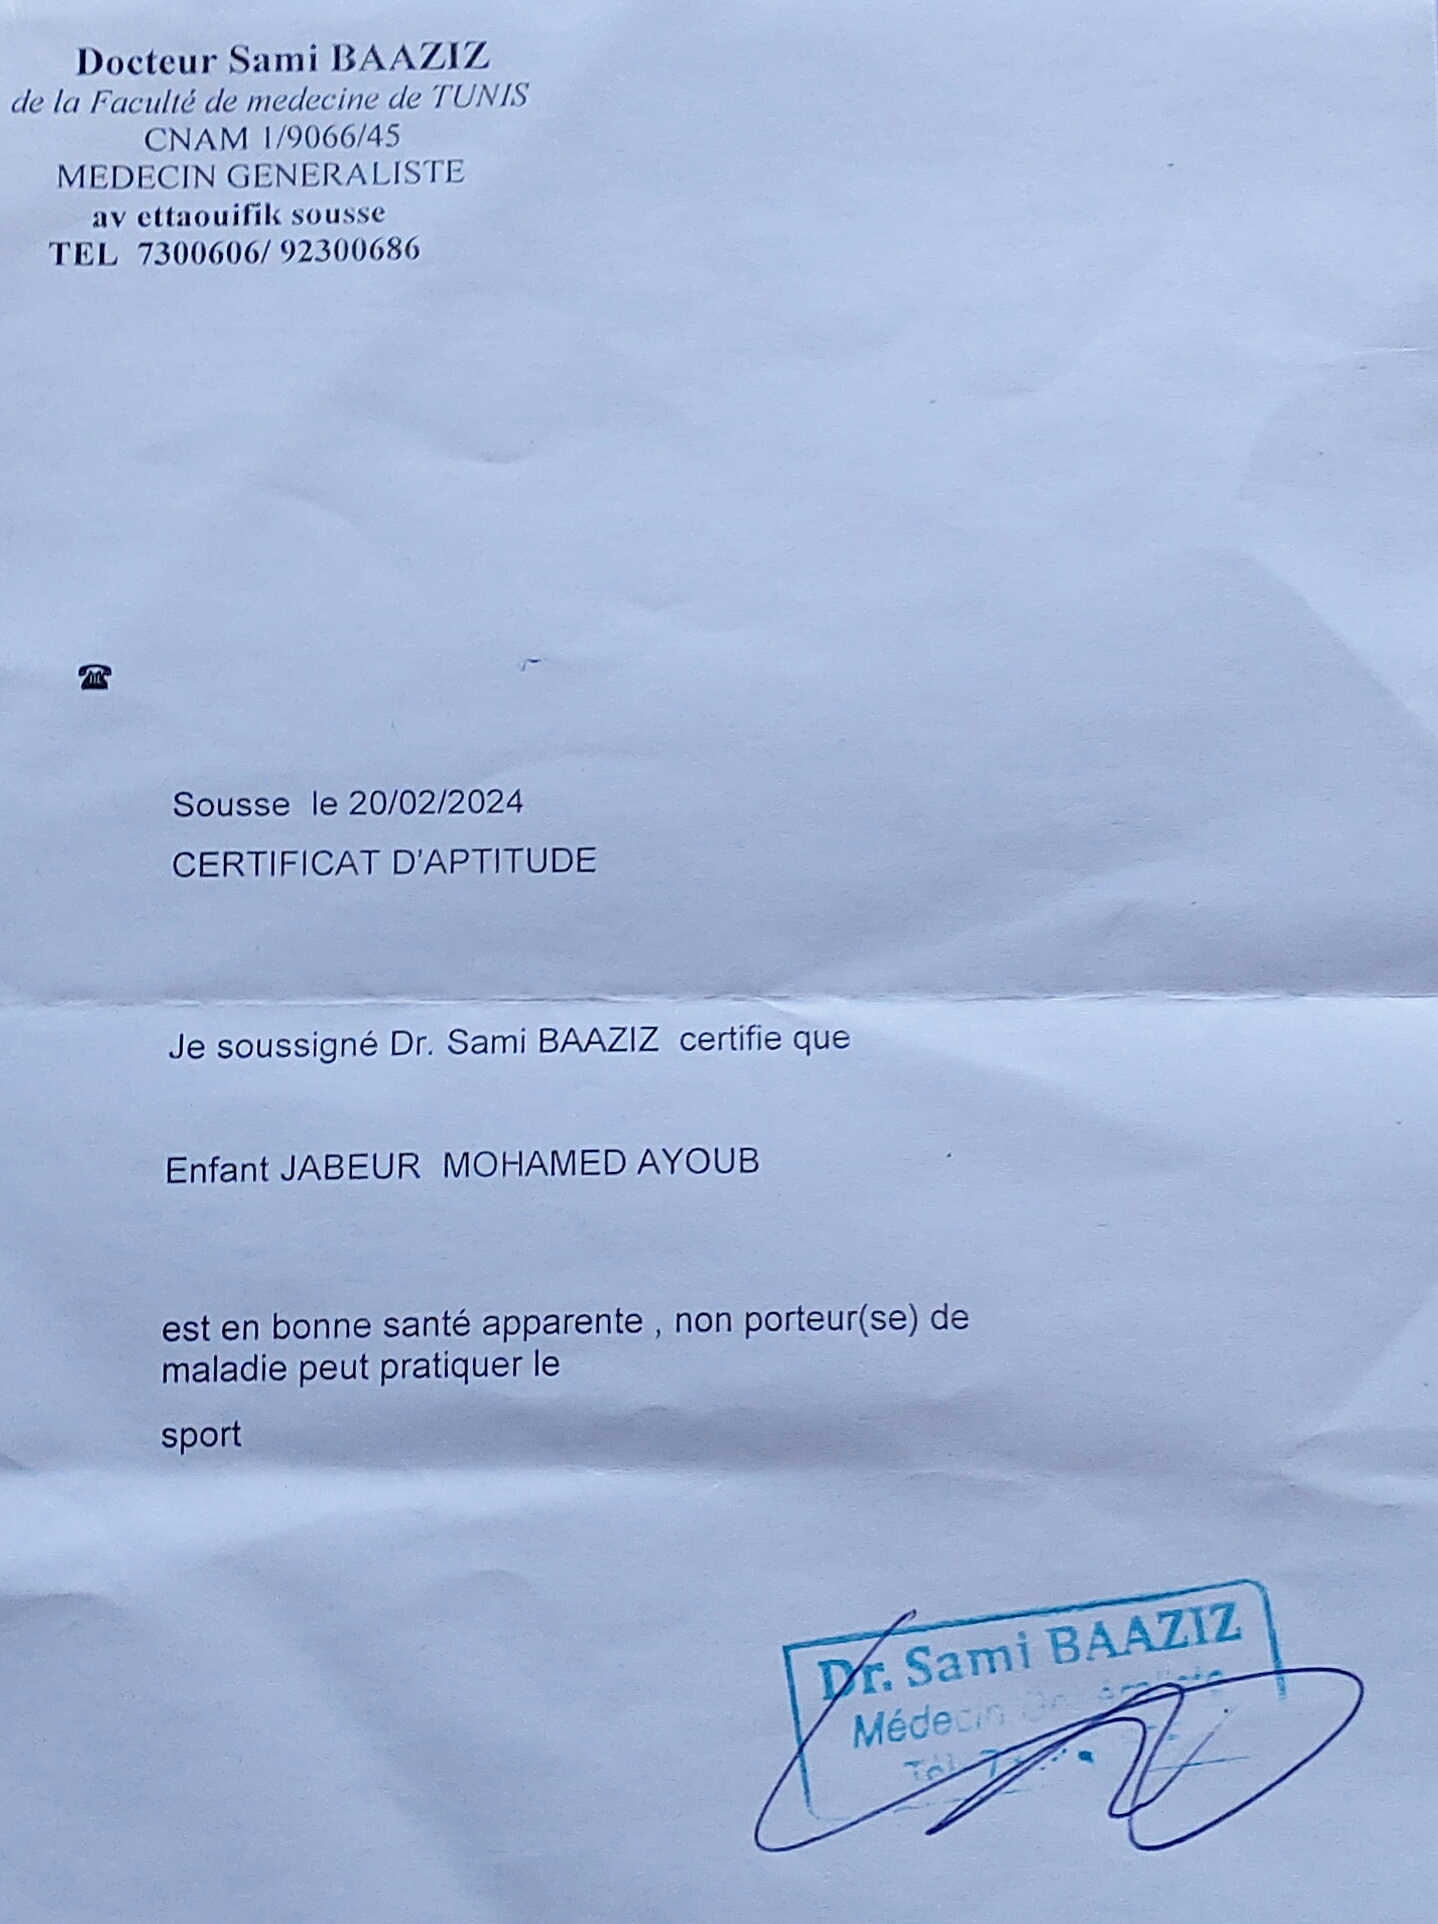 Docteur Sami BAAZIZ
de la Faculté de medecine de TUNIS
CNAM 1/9066/45
MEDECIN GENERALISTE
av ettaouifik sousse
TEL 7300606/ 92300686
Sousse le 20/02/2024
CERTIFICAT D'APTITUDE
Je soussigné Dr. Sami BAAZIZ certifie que
Enfant JABEUR MOHAMED AYOUB
est en bonne santé apparente , non porteur(se) de
maladie peut pratiquer le
sport
Dr. Sami BAAZIZ
Médecin Généraliste
Tél